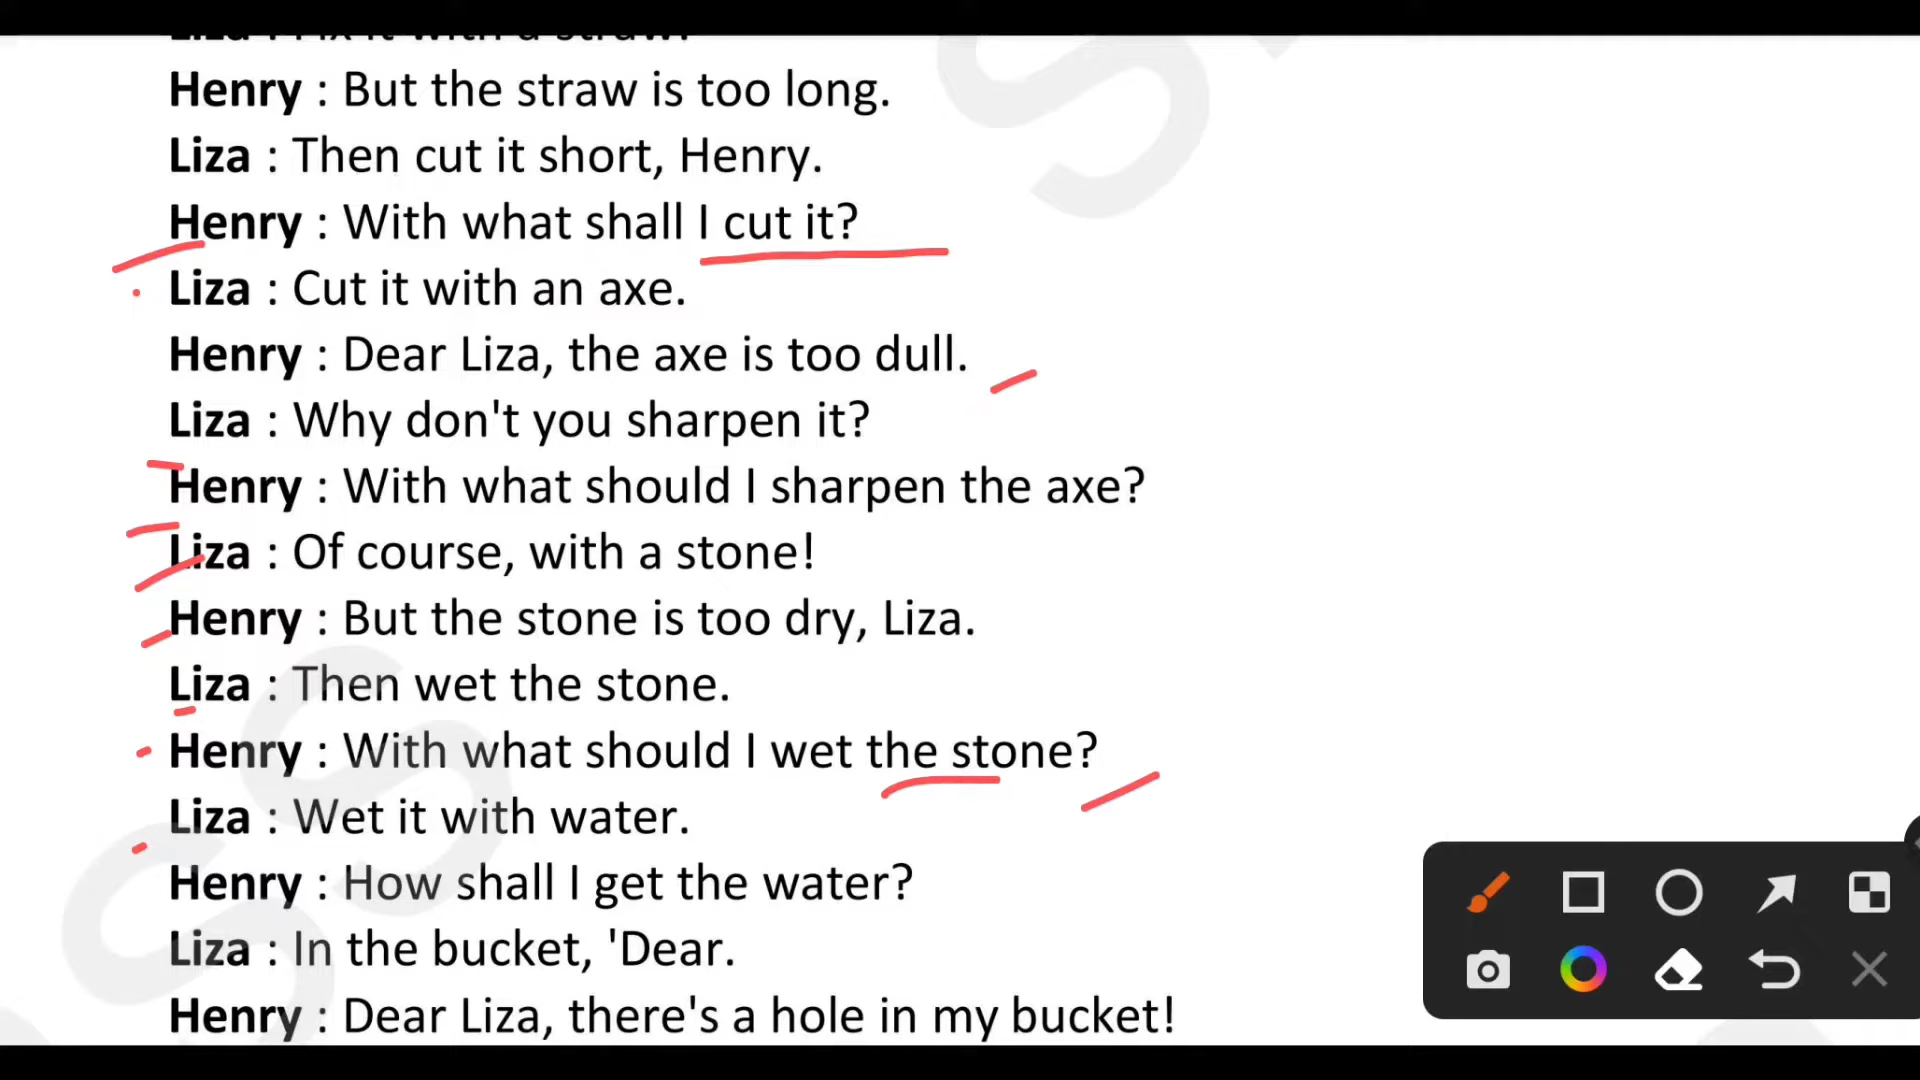 Liza : Fix it with a straw.
Henry : But the straw is too long.
Liza : Then cut it short, Henry.
Henry : With what shall I cut it?
Liza : Cut it with an axe.
Henry : Dear Liza, the axe is too dull.
Liza : Why don't you sharpen it?
Henry : With what should I sharpen the axe?
Liza : Of course, with a stone!
Henry : But the stone is too dry, Liza.
Liza : Then wet the stone.
Henry : With what should I wet the stone?
Liza : Wet it with water.
Henry : How shall I get the water?
Liza : In the bucket, 'Dear.
Henry : Dear Liza, there's a hole in my bucket!